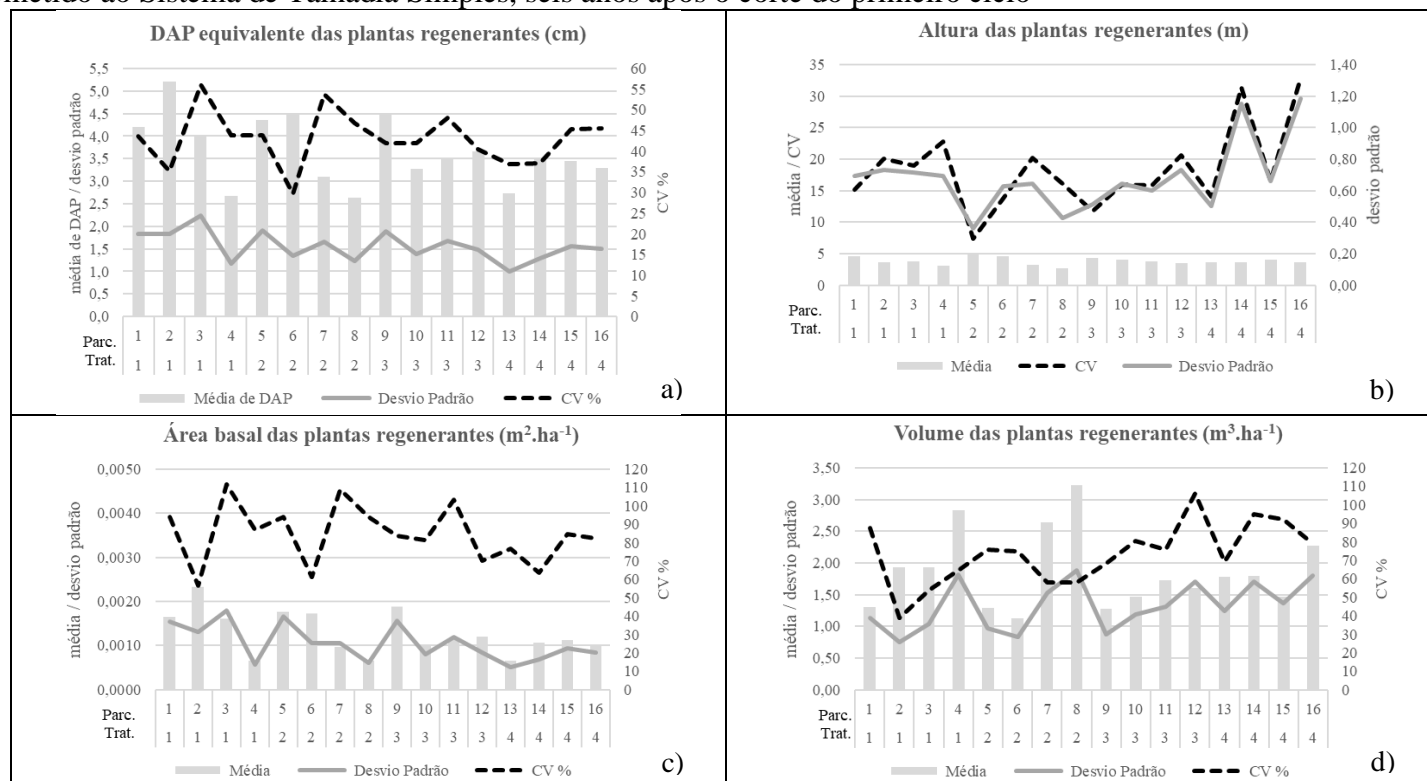 metido ao Sistema de Talhadia Simples, seis anos após o corte do primeiro ciclo
DAP equivalente das plantas regenerantes (cm)
5,5
5,0
4,5
4,0
3,5
3,0
2,5
2,0
1,5
1,0
0,5
0,0
média de DAP / desvio padrão
60
55
50
45
40
35
30
25
20
15
10
5
0
CV %
Parc. 1 2 3 4 5 6 7 8 9 10 11 12 13 14 15 16
Trat. 1 1 1 1 2 2 2 2 3 3 3 3 4 4 4 4
Média de DAP Desvio Padrão CV %
a)
Altura das plantas regenerantes (m)
35
30
25
20
15
10
5
0
média / CV
1,40
1,20
1,00
0,80
0,60
0,40
0,20
0,00
desvio padrão
Parc. 1 2 3 4 5 6 7 8 9 10 11 12 13 14 15 16
Trat. 1 1 1 1 2 2 2 2 3 3 3 3 4 4 4 4
Média CV Desvio Padrão
b)
Área basal das plantas regenerantes (m².ha⁻¹)
0,0050
0,0040
0,0030
0,0020
0,0010
0,0000
média / desvio padrão
120
110
100
90
80
70
60
50
40
30
20
10
0
CV %
Parc. 1 2 3 4 5 6 7 8 9 10 11 12 13 14 15 16
Trat. 1 1 1 1 2 2 2 2 3 3 3 3 4 4 4 4
Média Desvio Padrão CV %
c)
Volume das plantas regenerantes (m³.ha⁻¹)
3,50
3,00
2,50
2,00
1,50
1,00
0,50
0,00
média / desvio padrão
120
110
100
90
80
70
60
50
40
30
20
10
0
CV %
Parc. 1 2 3 4 5 6 7 8 9 10 11 12 13 14 15 16
Trat. 1 1 1 1 2 2 2 2 3 3 3 3 4 4 4 4
Média Desvio Padrão CV %
d)